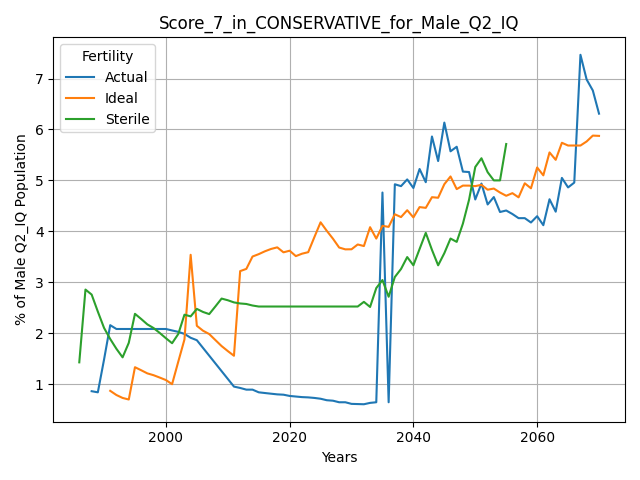 Score_7_in_CONSERVATIVE_for_Male_Q2_IQ
Fertility
Actual
Ideal
Sterile
% of Male Q2_IQ Population
7
6
5
4
3
2
1
2000 2020 2040 2060
Years